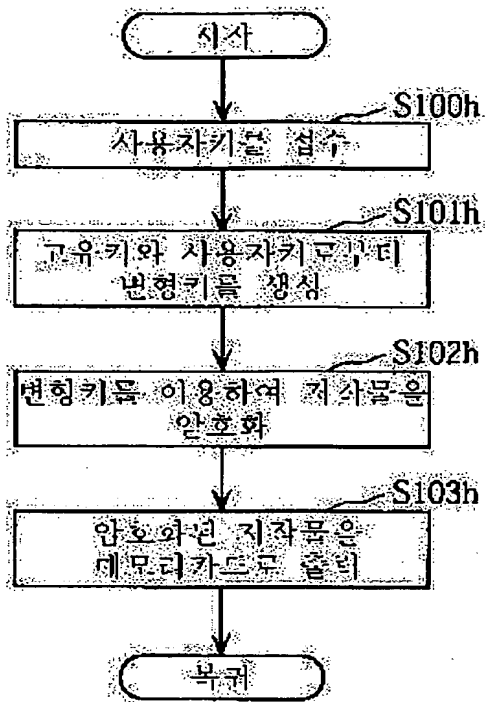 시작
S100h
사용자키를 접수
S101h
고유키와 사용자키로부터
변형키를 생성
S102h
변형키를 이용하여 저작물을
암호화
S103h
암호화된 저작물을
메모리카드로 출력
복귀